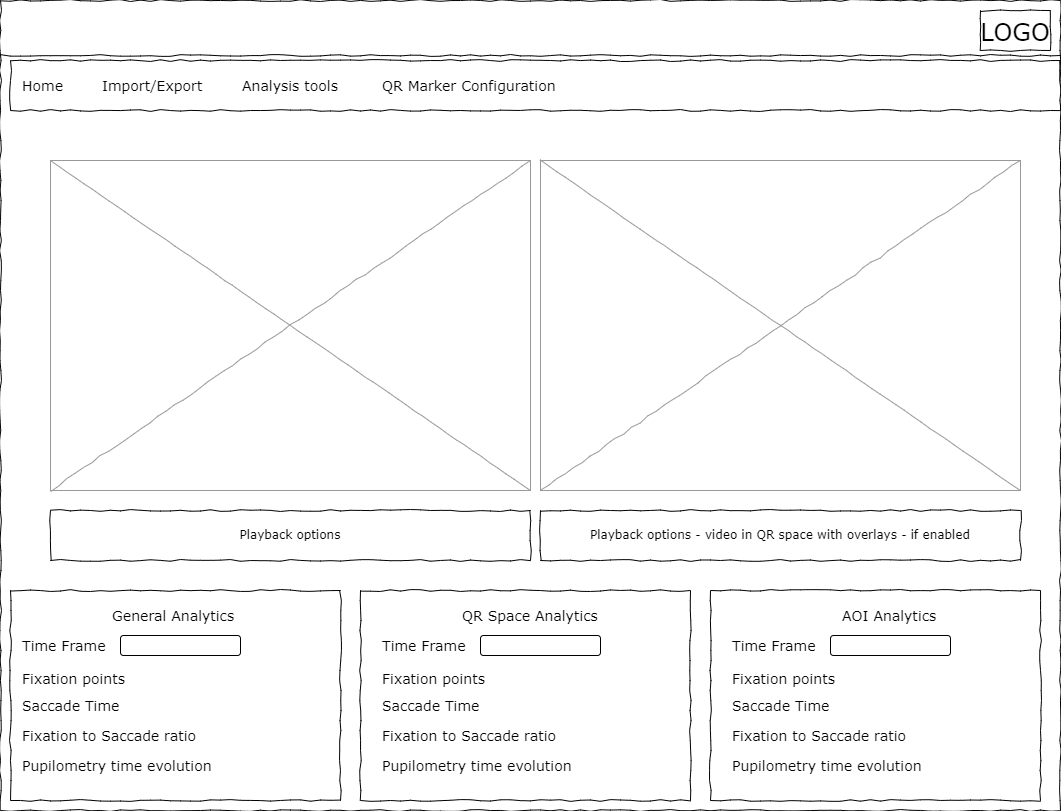 LOGO
Home Import/Export Analysis tools QR Marker Configuration
Playback options
Playback options - video in QR space with overlays - if enabled
General Analytics
Time Frame
Fixation points
Saccade Time
Fixation to Saccade ratio
Pupilometry time evolution
QR Space Analytics
Time Frame
Fixation points
Saccade Time
Fixation to Saccade ratio
Pupilometry time evolution
AOI Analytics
Time Frame
Fixation points
Saccade Time
Fixation to Saccade ratio
Pupilometry time evolution